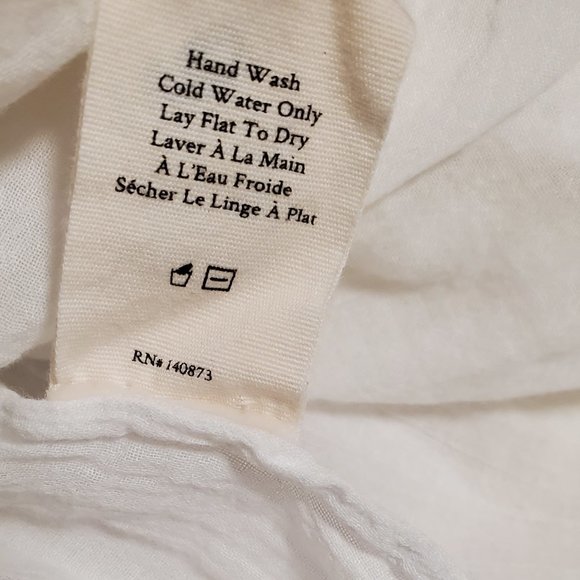 Hand Wash
Cold Water Only
Lay Flat To Dry
Laver À La Main
À L'Eau Froide
Sécher Le Linge À Plat
RN# 140873